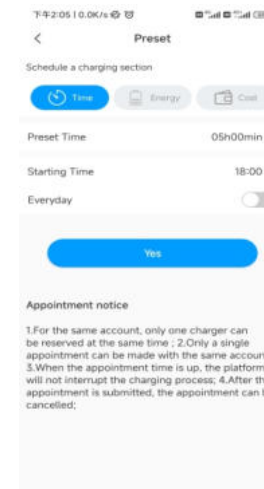 下午2:05 | 0.0K/s
Preset
Schedule a charging section
Time Energy Cost
Preset Time 05h00min
Starting Time 18:00
Everyday
Yes
Appointment notice
1.For the same account, only one charger can
be reserved at the same time ; 2.Only a single
appointment can be made with the same accoun
3.When the appointment time is up, the platform
will not interrupt the charging process; 4.After th
appointment is submitted, the appointment can b
cancelled;